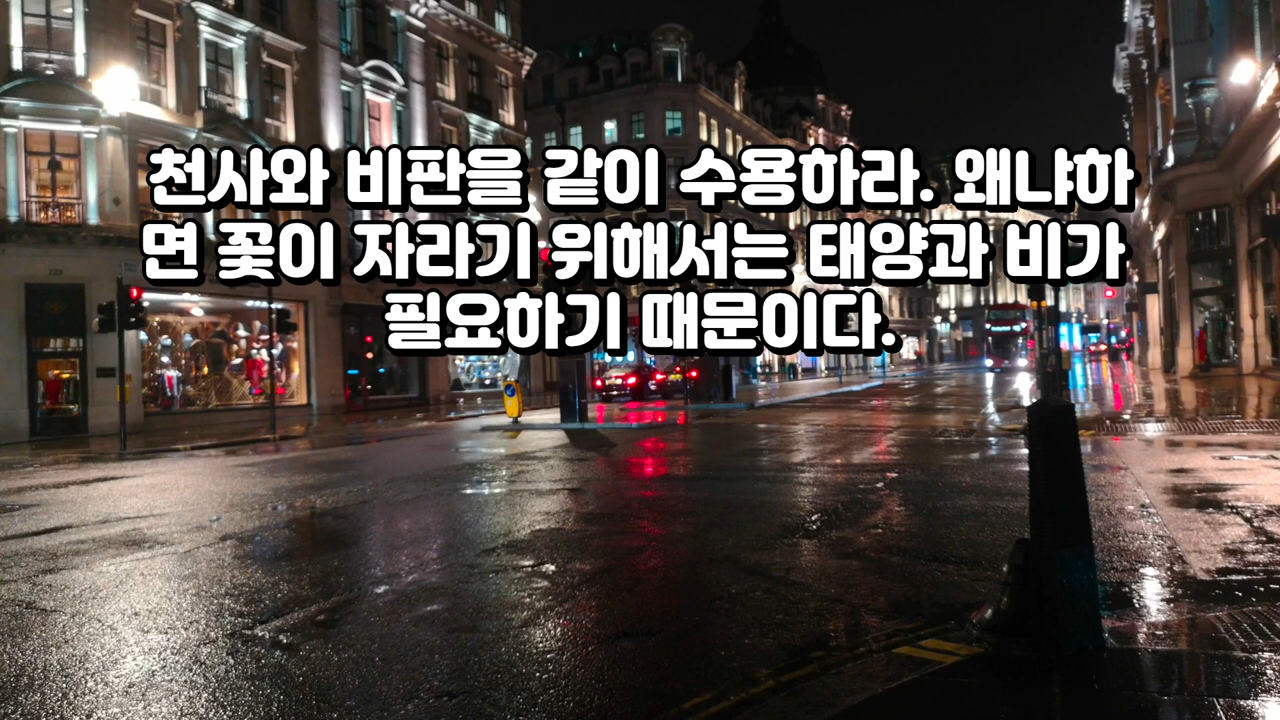 천사와 비판을 같이 수용하라. 왜냐하
면 꽃이 자라기 위해서는 태양과 비가
필요하기 때문이다.